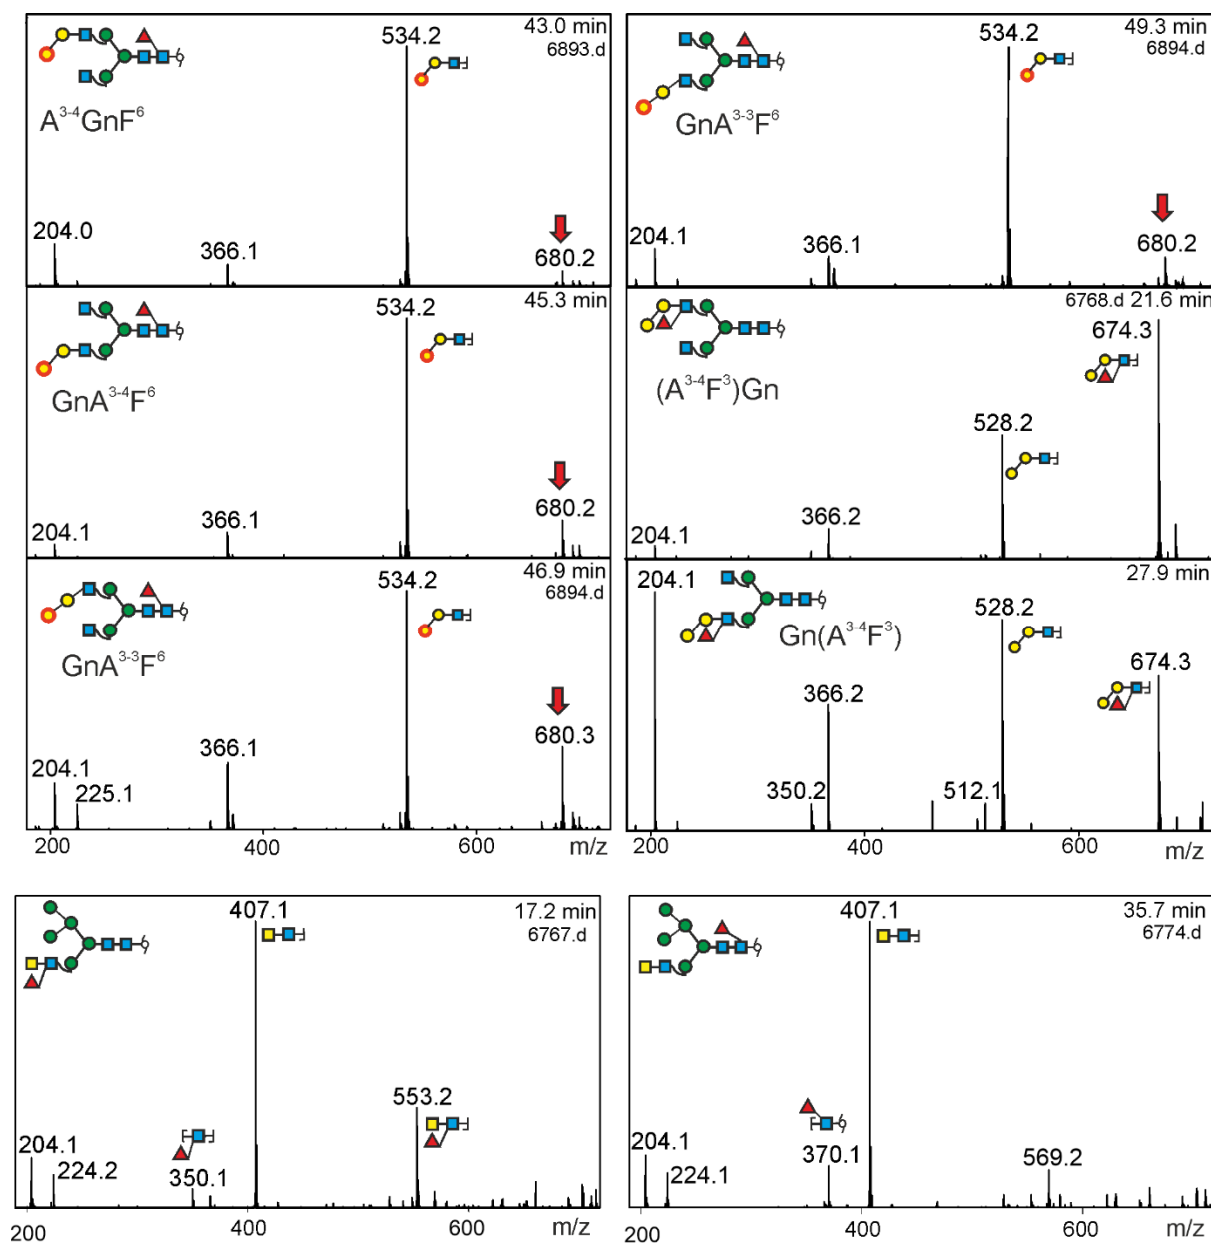 43.0 min
6893.d
534.2
A³⁻⁴GnF⁶
204.0
366.1
680.2
49.3 min
6894.d
534.2
GnA³⁻³F⁶
204.1
366.1
680.2
45.3 min
534.2
GnA³⁻⁴F⁶
204.1
366.1
680.2
6768.d 21.6 min
674.3
(A³⁻⁴F³)Gn
528.2
204.1
366.2
46.9 min
6894.d
534.2
GnA³⁻³F⁶
204.1
225.1
366.1
680.3
200
400
600
m/z
27.9 min
204.1
528.2
Gn(A³⁻⁴F³)
674.3
366.2
350.2
512.1
200
400
600
m/z
17.2 min
6767.d
407.1
553.2
204.1
224.2
350.1
200
400
600
m/z
35.7 min
6774.d
407.1
204.1
224.1
370.1
569.2
200
400
600
m/z